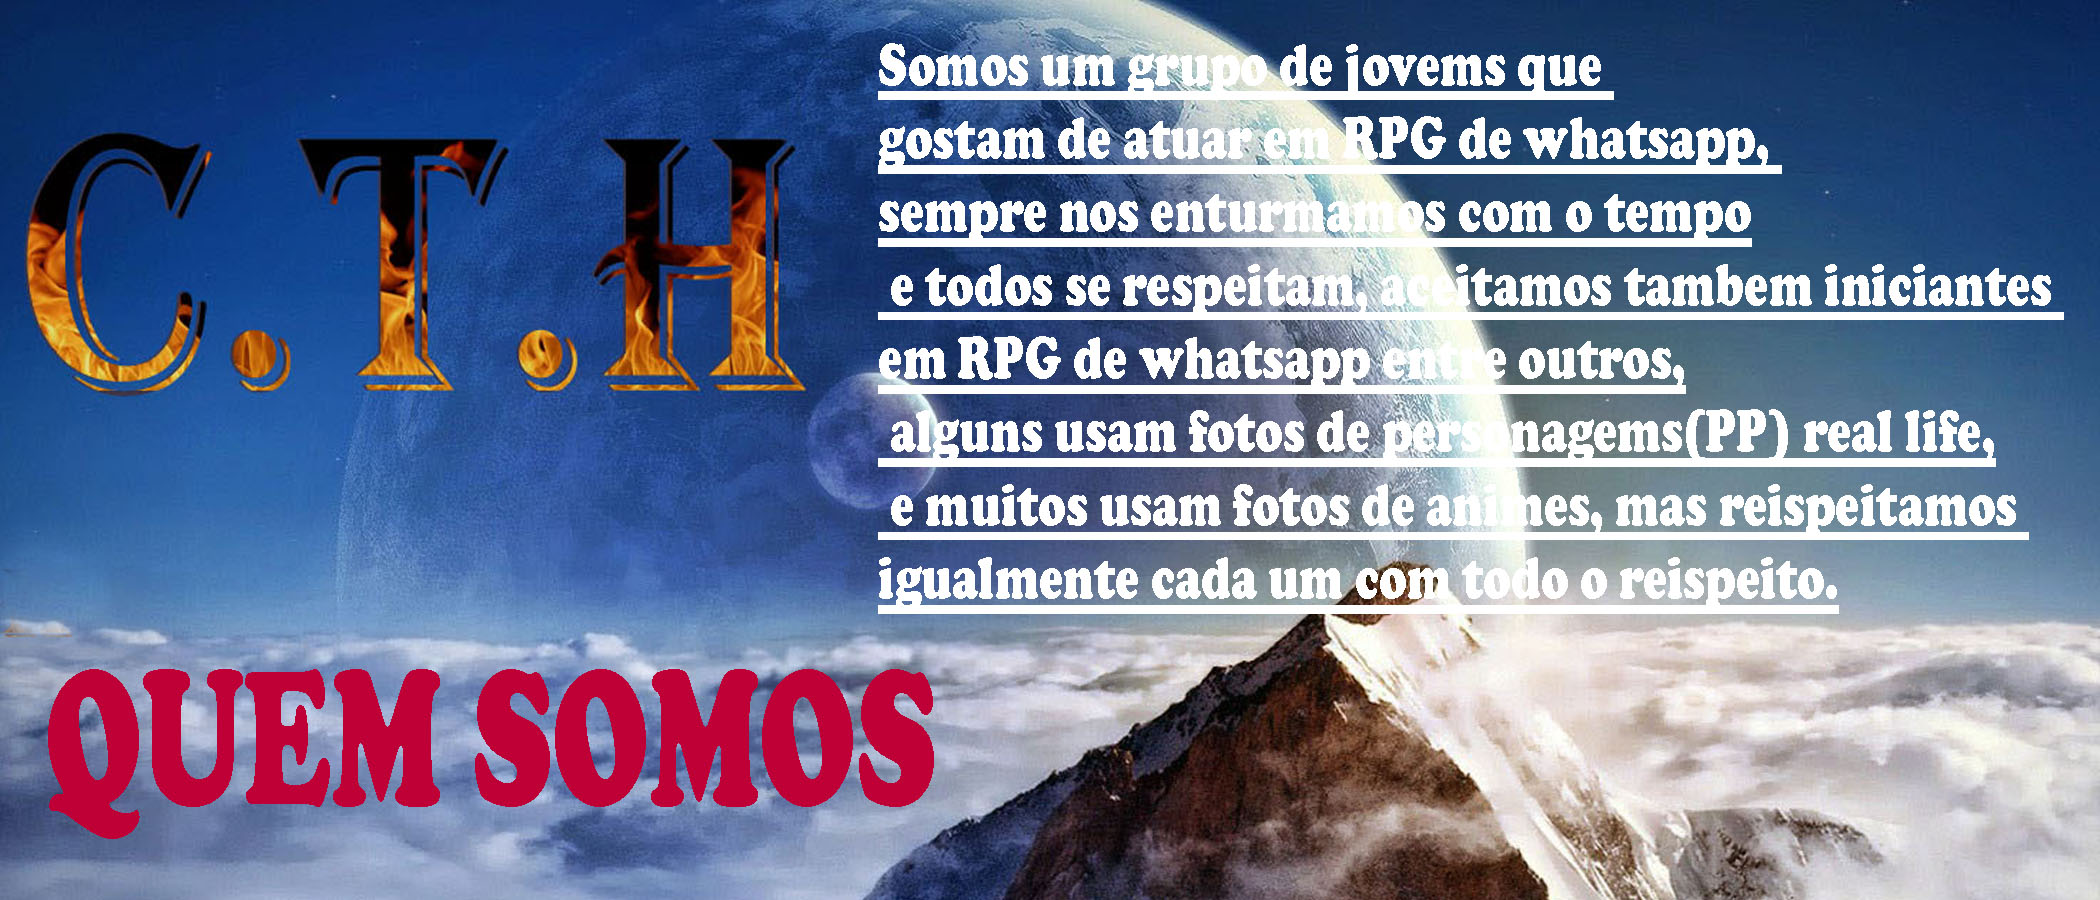 C.T.H
Somos um grupo de jovems que
gostam de atuar em RPG de whatsapp,
sempre nos enturmamos com o tempo
e todos se respeitam, aceitamos tambem iniciantes
em RPG de whatsapp entre outros,
alguns usam fotos de personagems(PP) real life,
e muitos usam fotos de animes, mas reispeitamos
igualmente cada um com todo o reispeito.
QUEM SOMOS